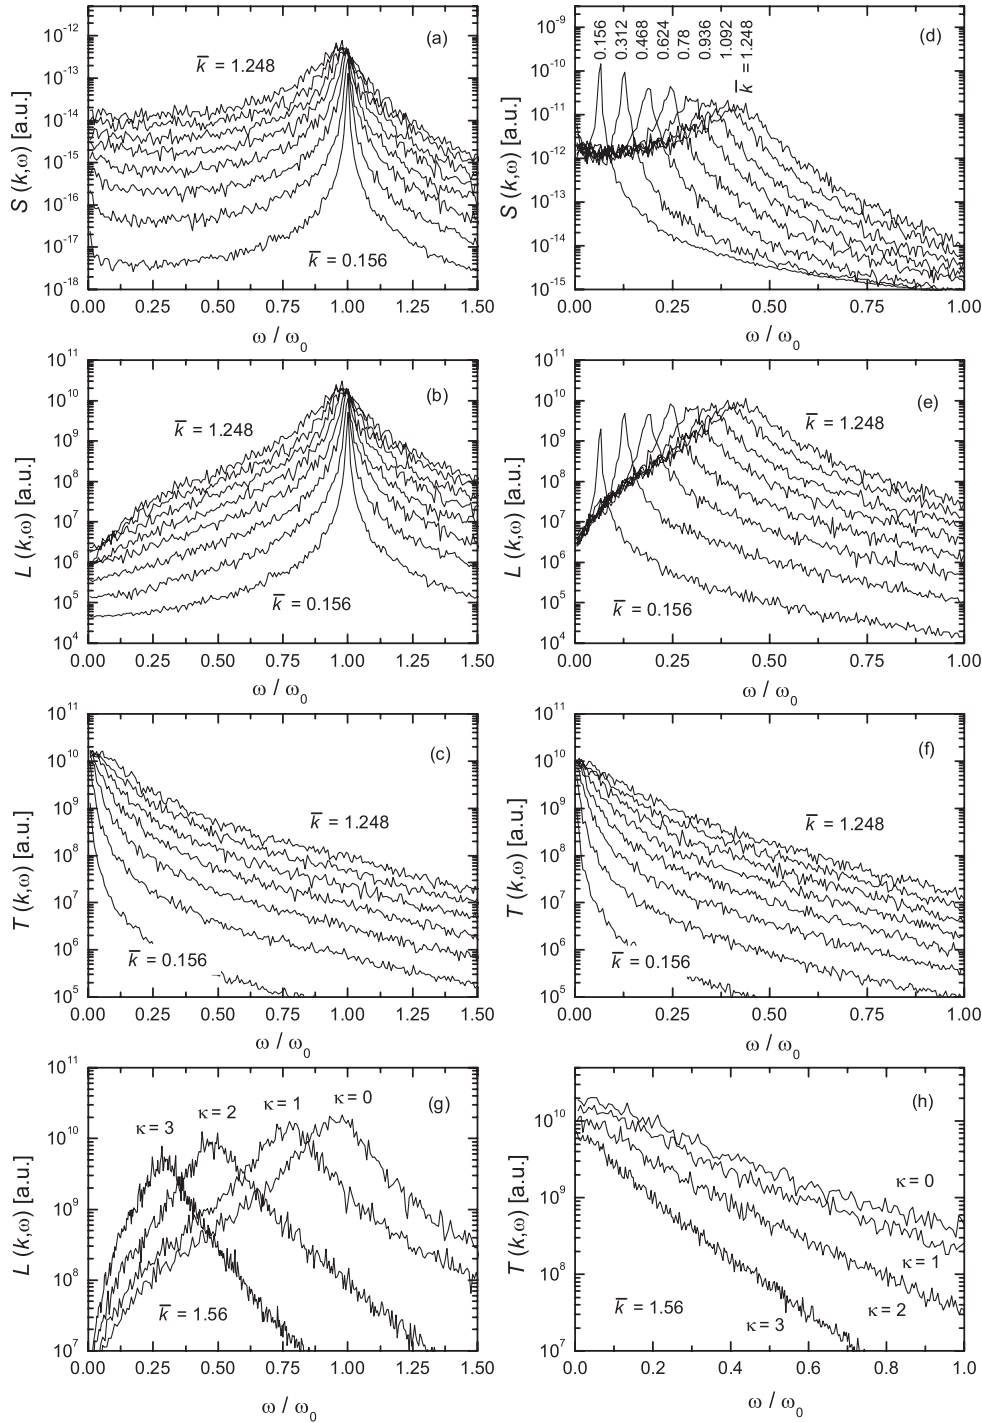 (a)
S (k,ω) [a.u.]
10⁻¹²
10⁻¹³
10⁻¹⁴
10⁻¹⁵
10⁻¹⁶
10⁻¹⁷
10⁻¹⁸
k̅ = 1.248
k̅ = 0.156
0.00 0.25 0.50 0.75 1.00 1.25 1.50
ω / ω₀
(d)
S (k,ω) [a.u.]
10⁻⁹
10⁻¹⁰
10⁻¹¹
10⁻¹²
10⁻¹³
10⁻¹⁴
10⁻¹⁵
0.156
0.312
0.468
0.624
0.78
0.936
1.092
k̅ = 1.248
0.00 0.25 0.50 0.75 1.00
ω / ω₀
(b)
L (k,ω) [a.u.]
10¹¹
10¹⁰
10⁹
10⁸
10⁷
10⁶
10⁵
10⁴
k̅ = 1.248
k̅ = 0.156
0.00 0.25 0.50 0.75 1.00 1.25 1.50
ω / ω₀
(e)
L (k,ω) [a.u.]
10¹¹
10¹⁰
10⁹
10⁸
10⁷
10⁶
10⁵
10⁴
k̅ = 1.248
k̅ = 0.156
0.00 0.25 0.50 0.75 1.00
ω / ω₀
(c)
T (k,ω) [a.u.]
10¹¹
10¹⁰
10⁹
10⁸
10⁷
10⁶
10⁵
k̅ = 1.248
k̅ = 0.156
0.00 0.25 0.50 0.75 1.00 1.25 1.50
ω / ω₀
(f)
T (k,ω) [a.u.]
10¹¹
10¹⁰
10⁹
10⁸
10⁷
10⁶
10⁵
k̅ = 1.248
k̅ = 0.156
0.00 0.25 0.50 0.75 1.00
ω / ω₀
(g)
L (k,ω) [a.u.]
10¹¹
10¹⁰
10⁹
10⁸
10⁷
κ = 3
κ = 2
κ = 1
κ = 0
k̅ = 1.56
0.00 0.25 0.50 0.75 1.00 1.25 1.50
ω / ω₀
(h)
T (k,ω) [a.u.]
10¹⁰
10⁹
10⁸
10⁷
κ = 0
κ = 1
κ = 2
κ = 3
k̅ = 1.56
0.0 0.2 0.4 0.6 0.8 1.0
ω / ω₀